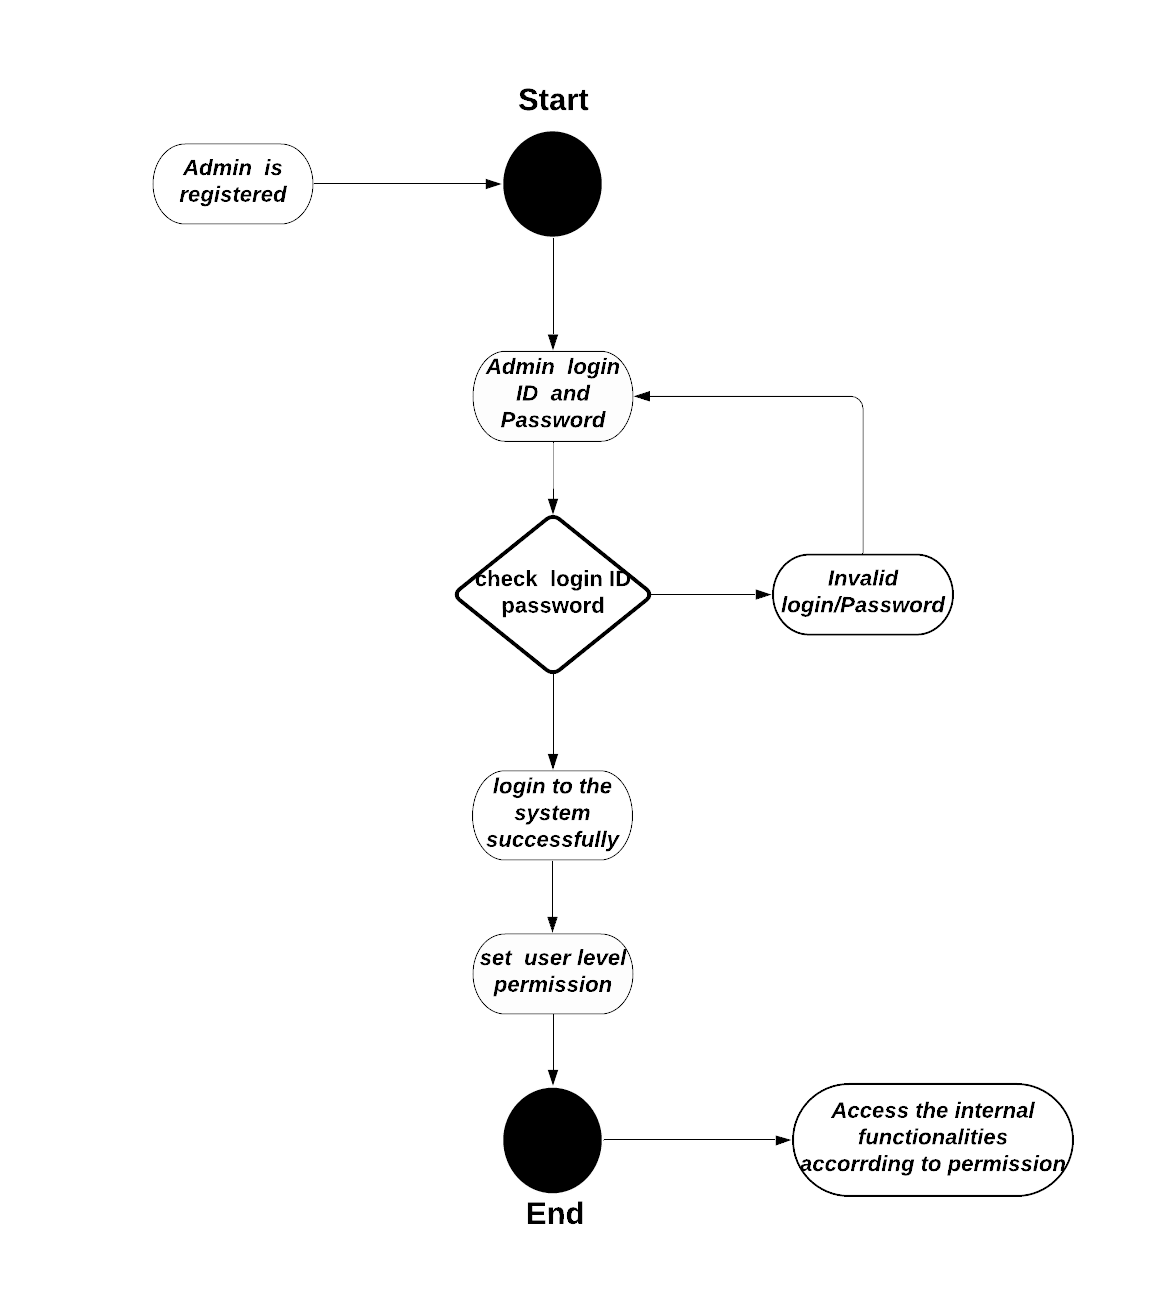 Start
Admin is
registered
Admin login
ID and
Password
check login ID
password
Invalid
login/Password
login to the
system
successfully
set user level
permission
Access the internal
functionalities
accorrding to permission
End